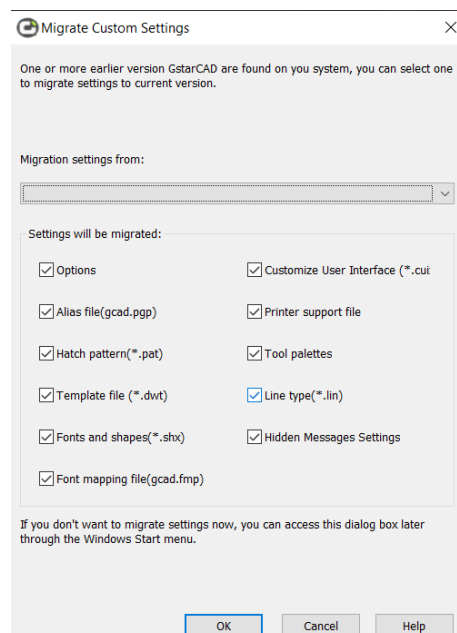 Migrate Custom Settings
One or more earlier version GstarCAD are found on you system, you can select one
to migrate settings to current version.
Migration settings from:
Settings will be migrated:
Options
Customize User Interface (*.cui
Alias file(gcad.pgp)
Printer support file
Hatch pattern(*.pat)
Tool palettes
Template file (*.dwt)
Line type(*.lin)
Fonts and shapes(*.shx)
Hidden Messages Settings
Font mapping file(gcad.fmp)
If you don't want to migrate settings now, you can access this dialog box later
through the Windows Start menu.
OK
Cancel
Help